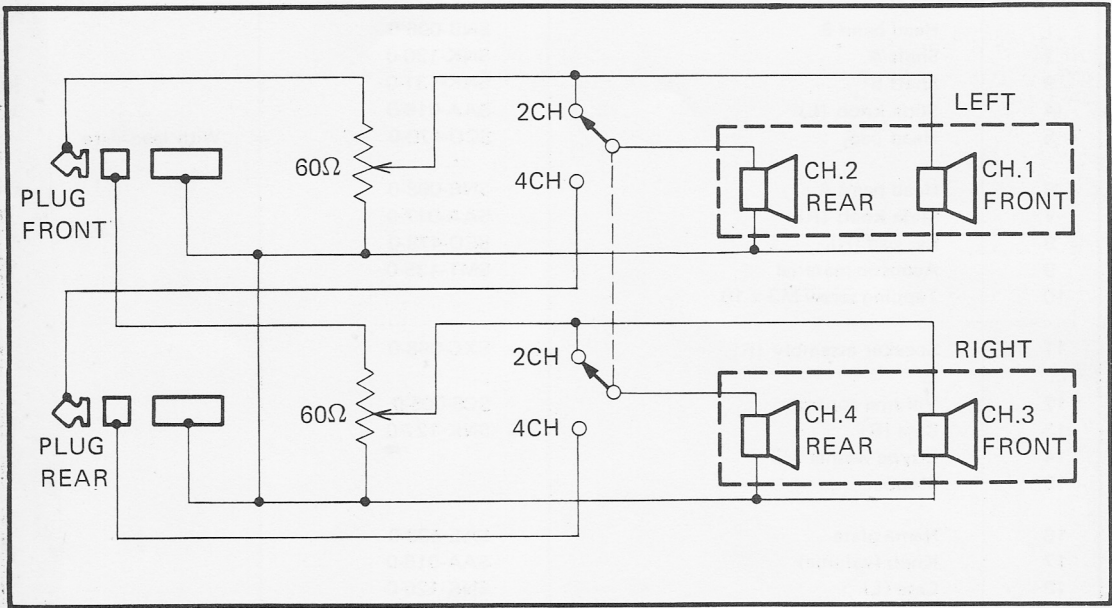 LEFT
2CH
60Ω
4CH
CH.2
REAR
CH.1
FRONT
PLUG
FRONT
RIGHT
2CH
60Ω
4CH
CH.4
REAR
CH.3
FRONT
PLUG
REAR